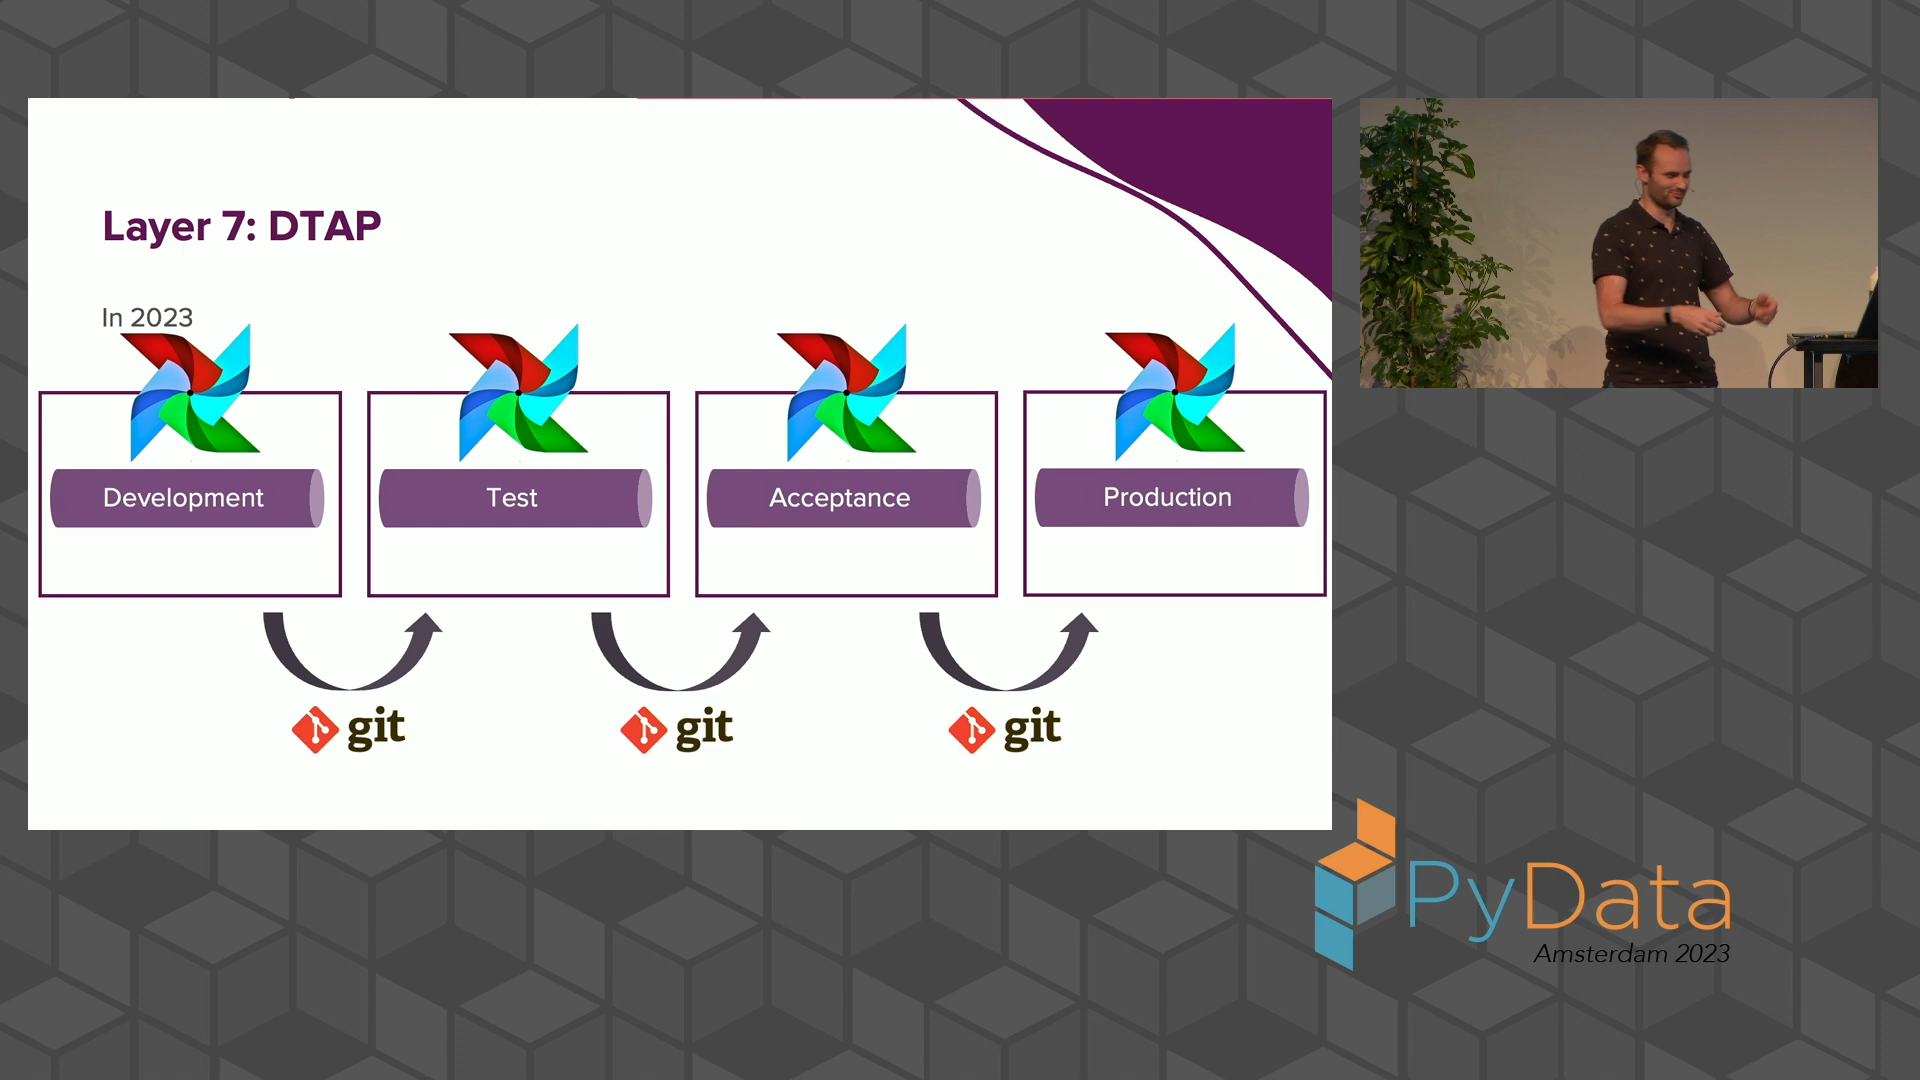 Layer 7: DTAP
In 2023
Development
Test
Acceptance
Production
git
git
git
PyData
Amsterdam 2023